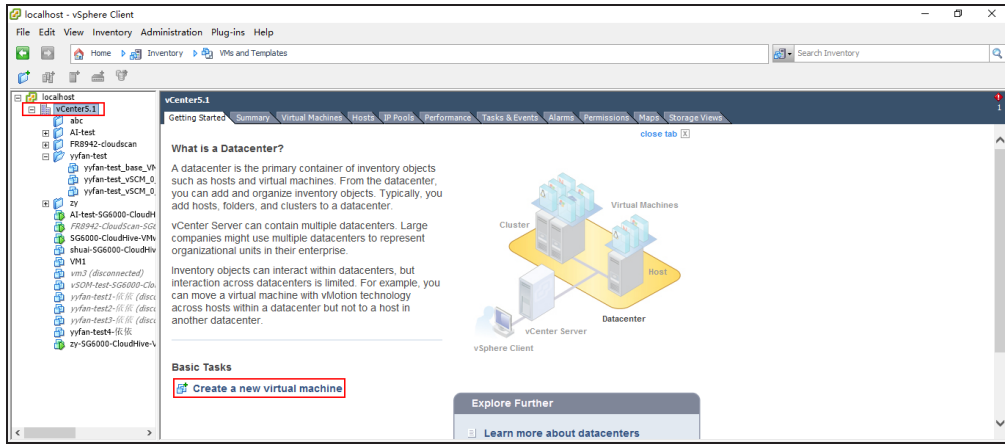 localhost - vSphere Client
File Edit View Inventory Administration Plug-ins Help
Home Inventory VMs and Templates
Search Inventory
localhost
vCenter5.1
abc
AI-test
FR8942-cloudscan
yyfan-test
yyfan-test_base_VM
yyfan-test_vSCM_0_
yyfan-test_vSCM_0_
zy
AI-test-SG6000-CloudH
FR8942-CloudScan-SG6
SG6000-CloudHive-VMw
shuai-SG6000-CloudHiv
VM1
vm3 (disconnected)
vSOM-test-SG6000-Clou
yyfan-test1-依依 (disco
yyfan-test2-依依 (disco
yyfan-test3-依依 (disco
yyfan-test4-依依
zy-SG6000-CloudHive-V
vCenter5.1
1
Getting Started Summary Virtual Machines Hosts IP Pools Performance Tasks & Events Alarms Permissions Maps Storage Views
close tab X
What is a Datacenter?
A datacenter is the primary container of inventory objects
such as hosts and virtual machines. From the datacenter,
you can add and organize inventory objects. Typically, you
add hosts, folders, and clusters to a datacenter.
vCenter Server can contain multiple datacenters. Large
companies might use multiple datacenters to represent
organizational units in their enterprise.
Inventory objects can interact within datacenters, but
interaction across datacenters is limited. For example, you
can move a virtual machine with vMotion technology
across hosts within a datacenter but not to a host in
another datacenter.
Virtual Machines
Cluster
Host
Datacenter
vCenter Server
vSphere Client
Basic Tasks
Create a new virtual machine
Explore Further
Learn more about datacenters